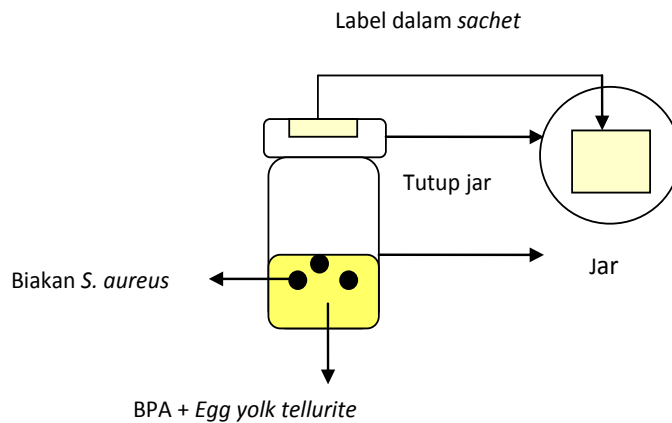 Label dalam sachet
Tutup jar
Jar
Biakan S. aureus
BPA + Egg yolk tellurite